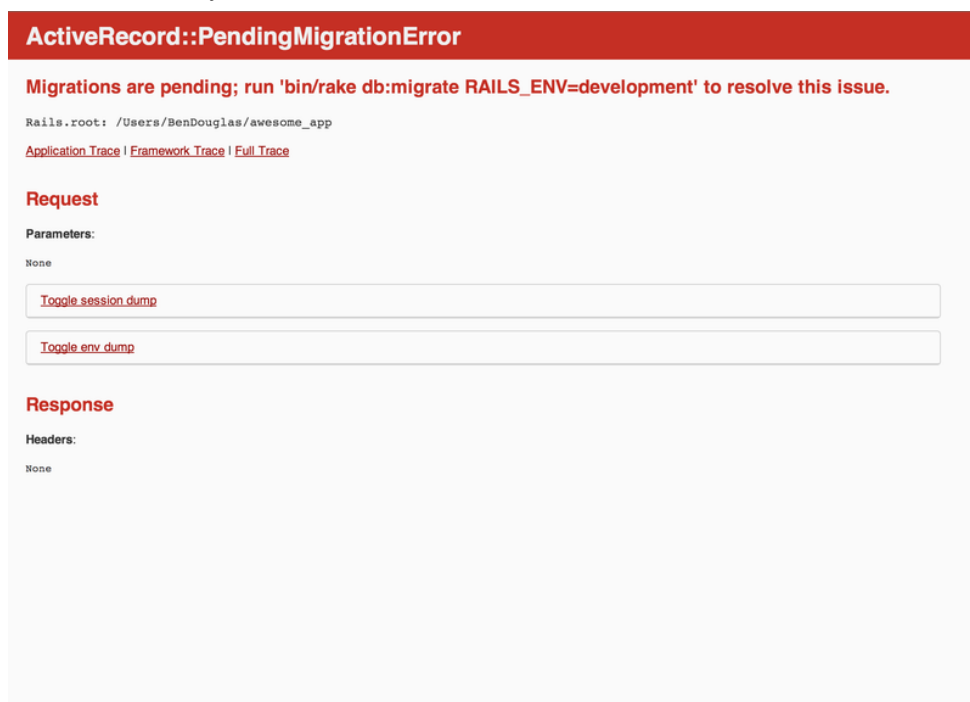 ActiveRecord::PendingMigrationError
Migrations are pending; run 'bin/rake db:migrate RAILS_ENV=development' to resolve this issue.
Rails.root: /Users/BenDouglas/awesome_app
Application Trace | Framework Trace | Full Trace
Request
Parameters:
None
Toggle session dump
Toggle env dump
Response
Headers:
None